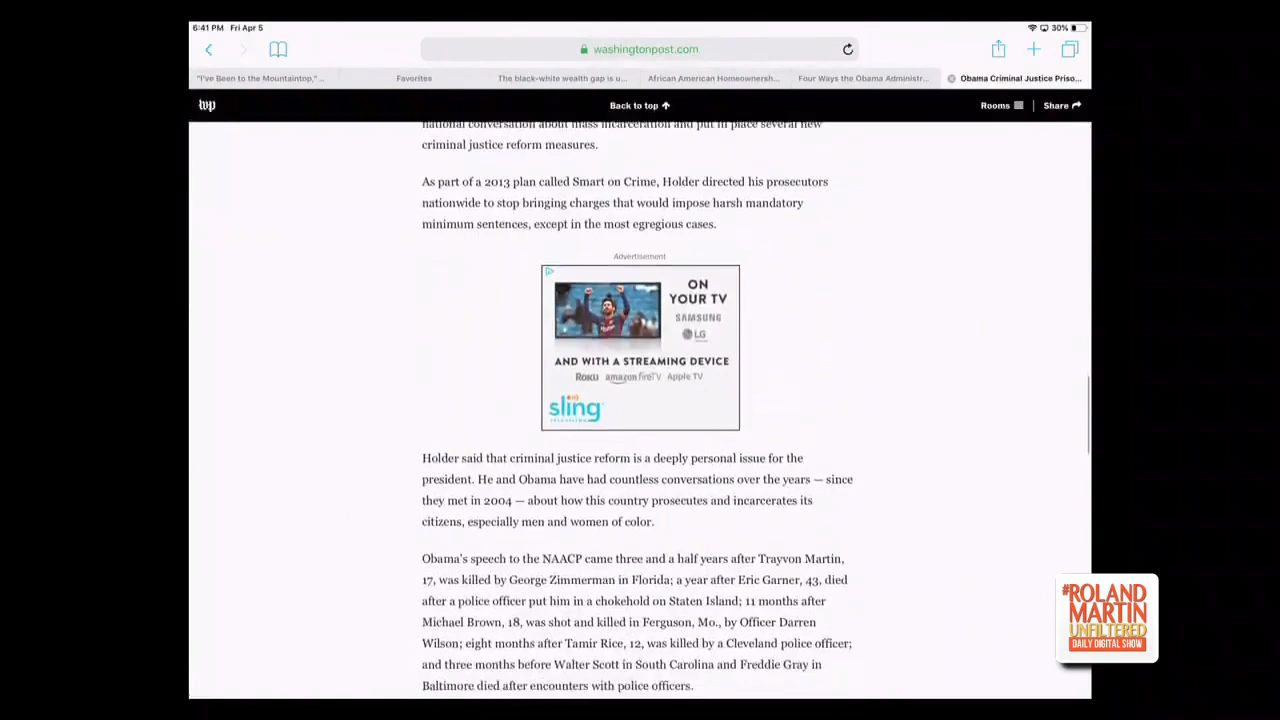 6:41 PM Fri Apr 5
30%
washingtonpost.com
"I've Been to the Mountaintop,"...
Favorites
The black-white wealth gap is u...
African American Homeownersh...
Four Ways the Obama Administr...
Obama Criminal Justice Priso...
wp
Back to top
Rooms
Share
national conversation about mass incarceration and put in place several new
criminal justice reform measures.
As part of a 2013 plan called Smart on Crime, Holder directed his prosecutors
nationwide to stop bringing charges that would impose harsh mandatory
minimum sentences, except in the most egregious cases.
Advertisement
ON
YOUR TV
SAMSUNG
LG
AND WITH A STREAMING DEVICE
Roku amazon fireTV Apple TV
sling
Holder said that criminal justice reform is a deeply personal issue for the
president. He and Obama have had countless conversations over the years — since
they met in 2004 — about how this country prosecutes and incarcerates its
citizens, especially men and women of color.
Obama's speech to the NAACP came three and a half years after Trayvon Martin,
17, was killed by George Zimmerman in Florida; a year after Eric Garner, 43, died
after a police officer put him in a chokehold on Staten Island; 11 months after
Michael Brown, 18, was shot and killed in Ferguson, Mo., by Officer Darren
Wilson; eight months after Tamir Rice, 12, was killed by a Cleveland police officer;
and three months before Walter Scott in South Carolina and Freddie Gray in
Baltimore died after encounters with police officers.
#ROLAND
MARTIN
UNFILTERED
DAILY DIGITAL SHOW